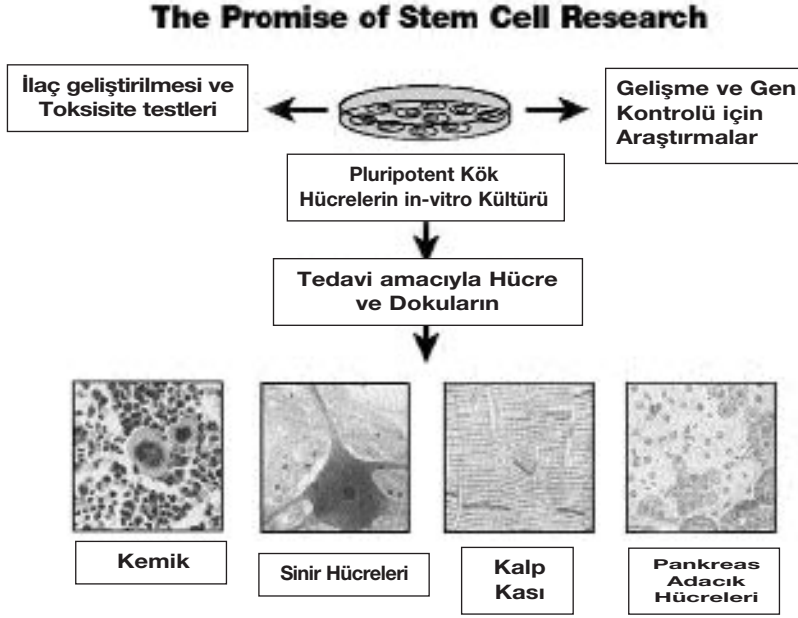 The Promise of Stem Cell Research
İlaç geliştirilmesi ve
Toksisite testleri
Gelişme ve Gen
Kontrolü için
Araştırmalar
Pluripotent Kök
Hücrelerin in-vitro Kültürü
Tedavi amacıyla Hücre
ve Dokuların
Kemik
Sinir Hücreleri
Kalp
Kası
Pankreas
Adacık
Hücreleri